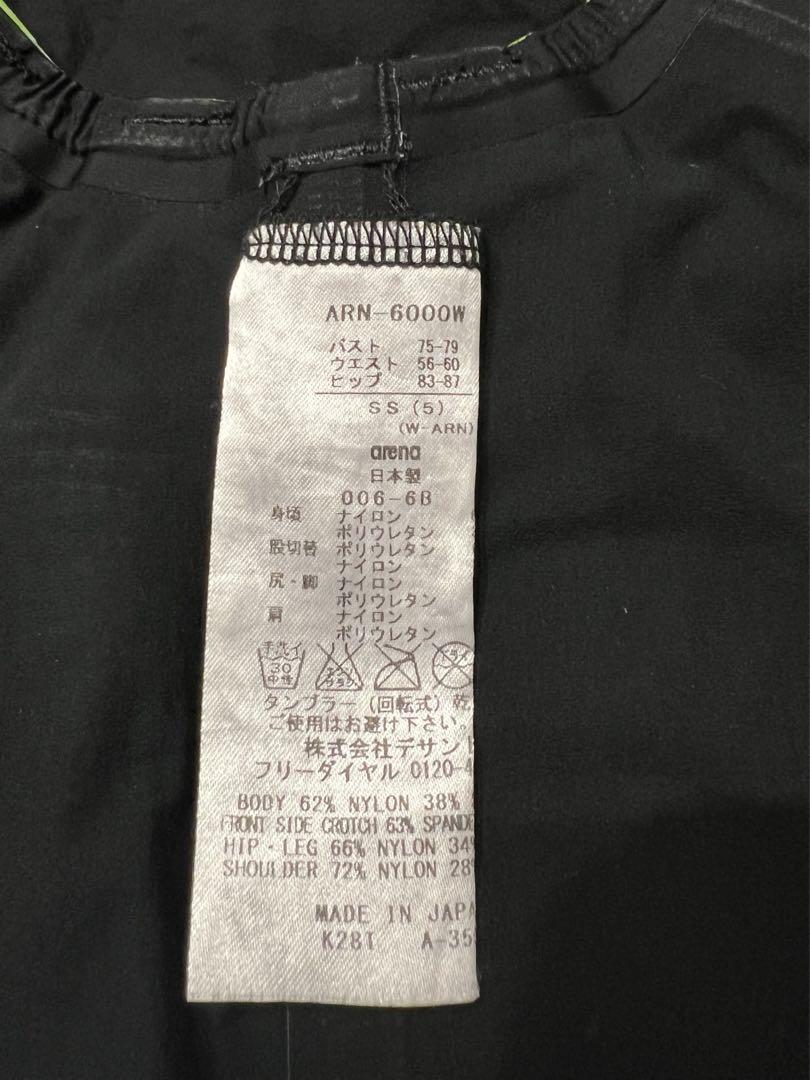 ARN-6000W
バスト 75-79
ウエスト 56-60
ヒップ 83-87
SS (5)
(W-ARN)
arena
日本製
006-6B
身頃 ナイロン
ポリウレタン
股切替 ポリウレタン
ナイロン
尻・脚 ナイロン
ポリウレタン
肩 ナイロン
ポリウレタン
手洗イ
30
中性
タンブラー (回転式) 乾
ご使用はお避け下さい。
株式会社デサント
フリーダイヤル 0120-4
BODY 62% NYLON 38%
FRONT SIDE CROTCH 63% SPANDE
HIP・LEG 66% NYLON 34%
SHOULDER 72% NYLON 28
MADE IN JAPA
K28T A-35